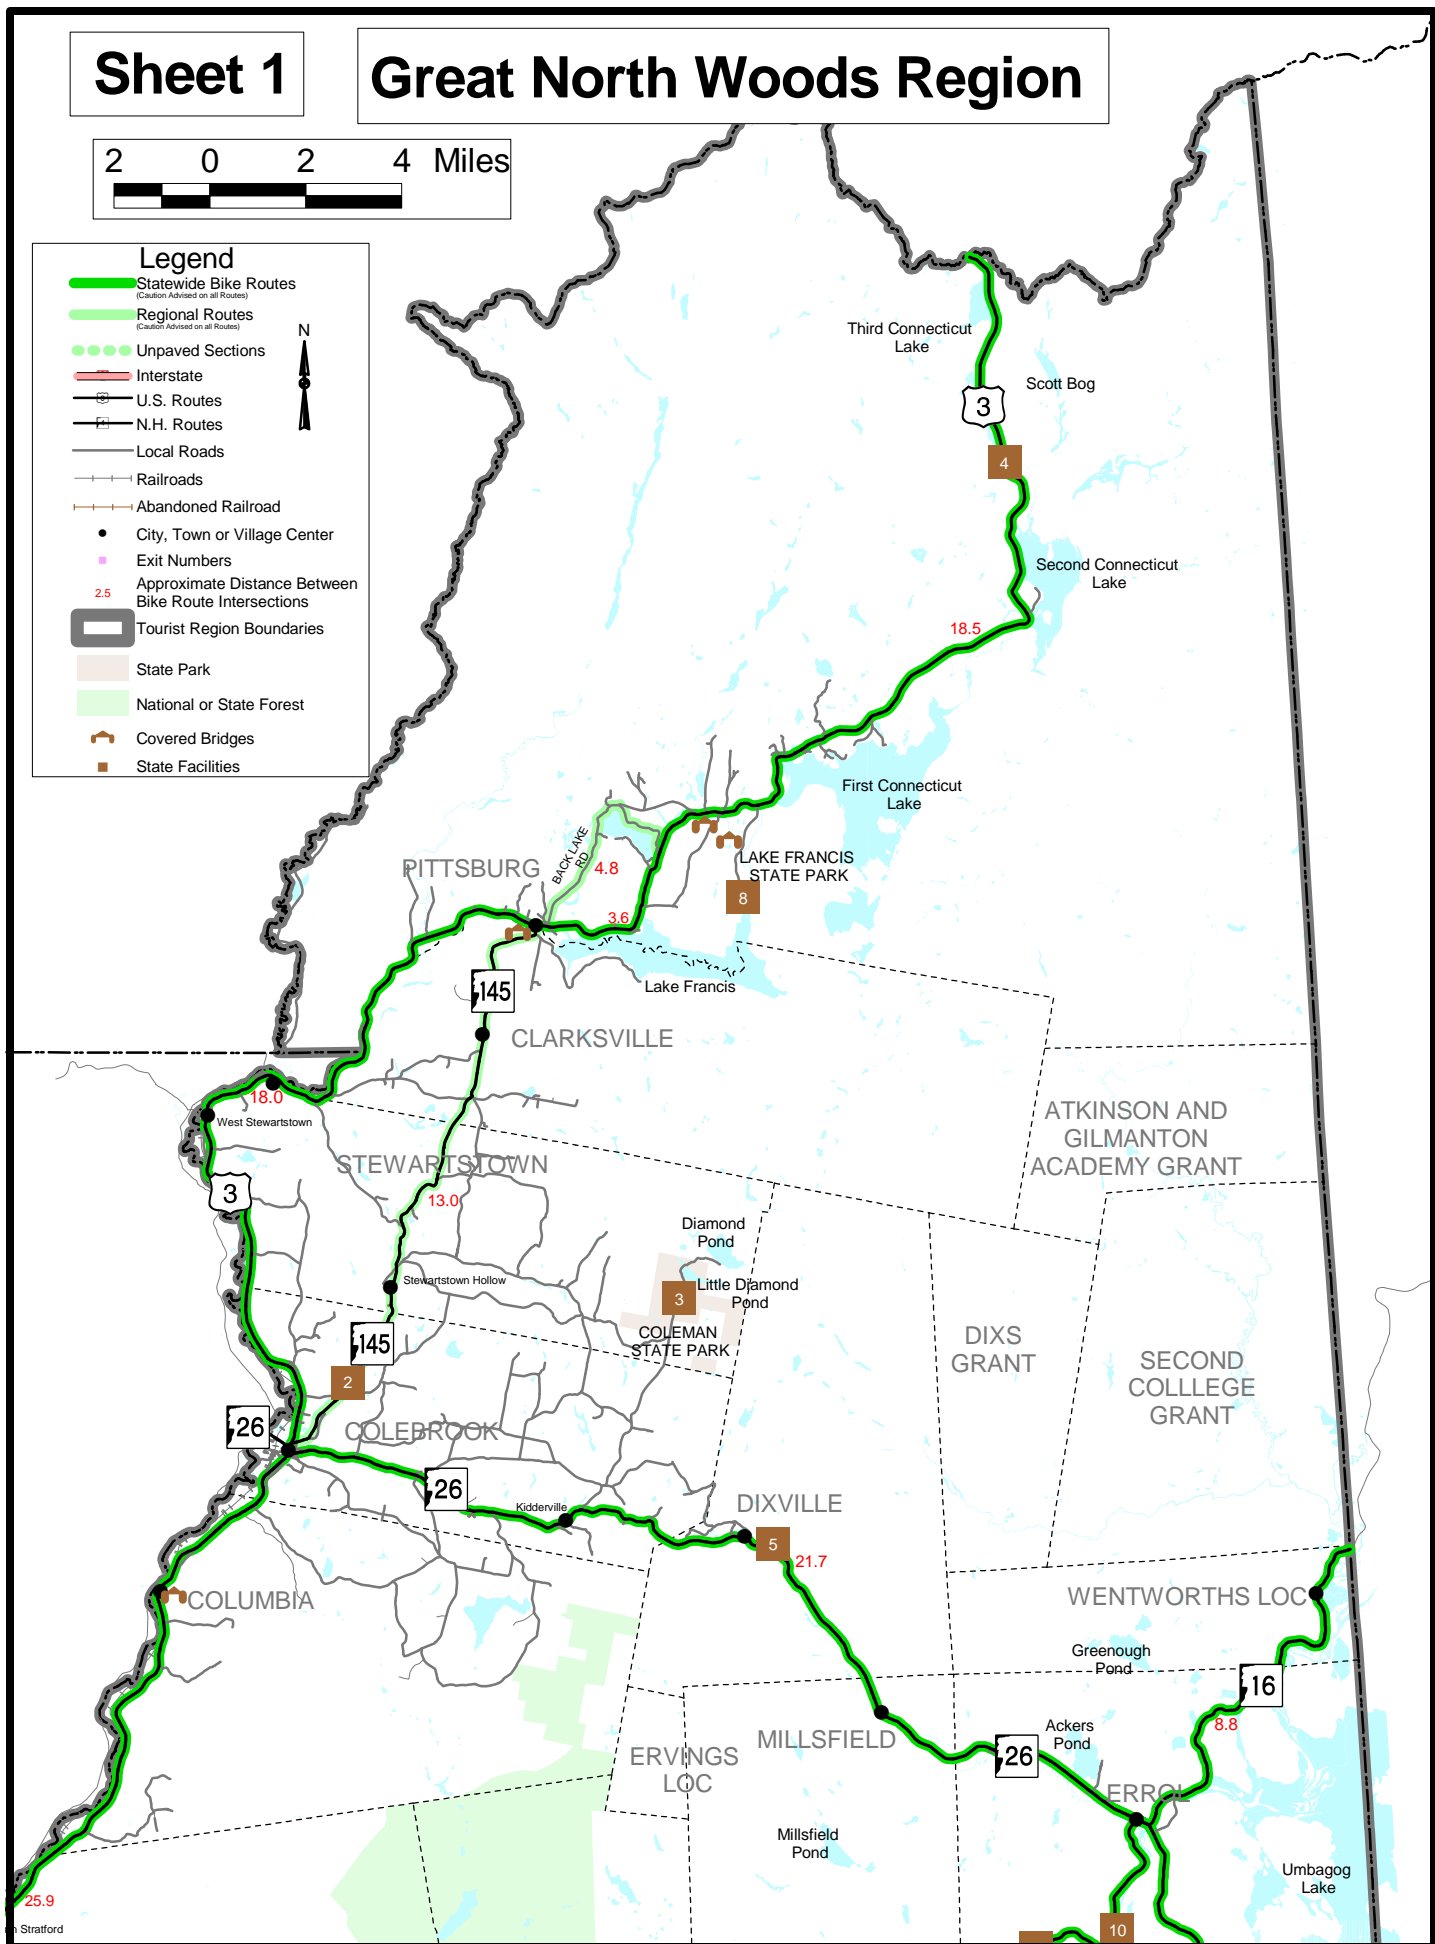 Sheet 1
Great North Woods Region
2 0 2 4 Miles
Legend
Statewide Bike Routes
(Caution Advised on all Routes)
Regional Routes
(Caution Advised on all Routes)
Unpaved Sections
Interstate
U.S. Routes
N.H. Routes
Local Roads
Railroads
Abandoned Railroad
City, Town or Village Center
Exit Numbers
2.5
Approximate Distance Between
Bike Route Intersections
Tourist Region Boundaries
State Park
National or State Forest
Covered Bridges
State Facilities
N
Third Connecticut
Lake
Scott Bog
3
4
Second Connecticut
Lake
18.5
First Connecticut
Lake
BACK LAKE
RD
4.8
PITTSBURG
LAKE FRANCIS
STATE PARK
8
3.6
Lake Francis
145
CLARKSVILLE
18.0
West Stewartstown
ATKINSON AND
GILMANTON
ACADEMY GRANT
STEWARTSTOWN
3
13.0
Diamond
Pond
Stewartstown Hollow
Little Diamond
Pond
3
COLEMAN
STATE PARK
145
DIXS
GRANT
SECOND
COLLLEGE
GRANT
2
26
COLEBROOK
26
Kidderville
DIXVILLE
5
21.7
COLUMBIA
WENTWORTHS LOC
Greenough
Pond
16
8.8
MILLSFIELD
Ackers
Pond
26
ERVINGS
LOC
ERROL
Millsfield
Pond
Umbagog
Lake
25.9
Stratford
10